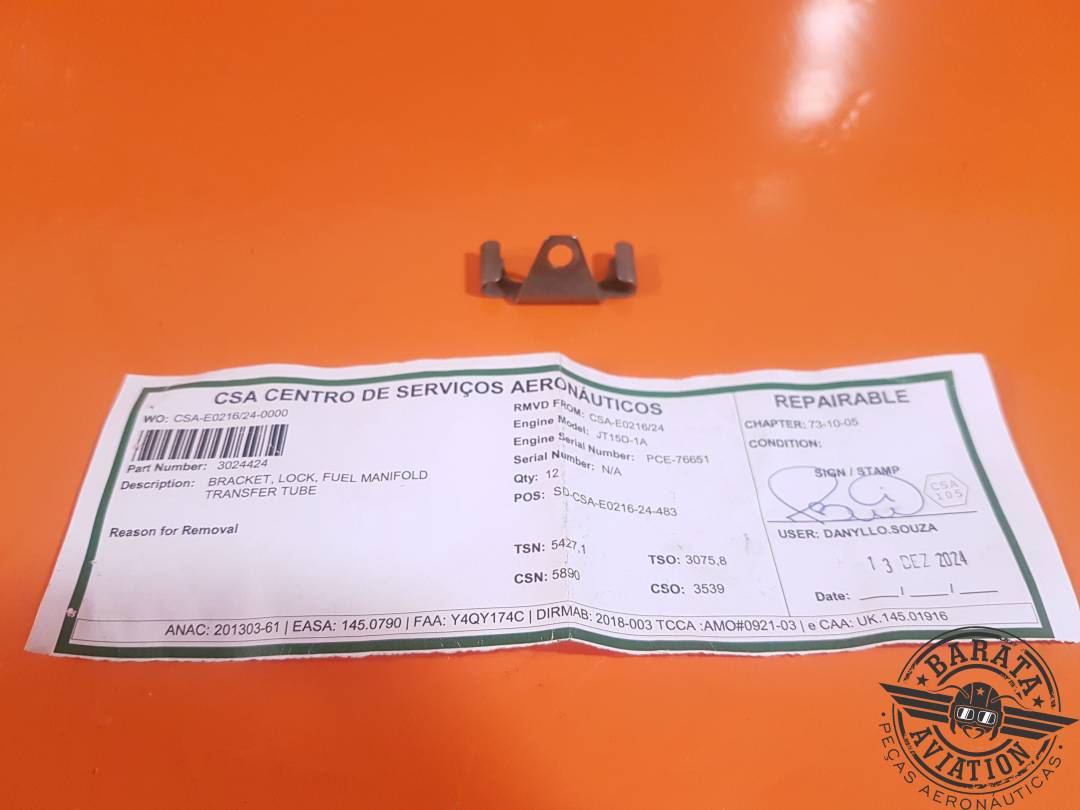 CSA CENTRO DE SERVIÇOS AERONÁUTICOS
WO: CSA-E0216/24-0000
Part Number: 3024424
Description: BRACKET, LOCK, FUEL MANIFOLD
TRANSFER TUBE
Reason for Removal
RMVD FROM: CSA-E0216/24
Engine Model: JT15D-1A
Engine Serial Number: PCE-76651
Serial Number: N/A
Qty: 12
POS: SD-CSA-E0216-24-483
TSN: 5427,1
TSO: 3075,8
CSN: 5890
CSO: 3539
REPAIRABLE
CHAPTER: 73-10-05
CONDITION:
SIGN / STAMP
CSA
105
USER: DANYLLO.SOUZA
13 DEZ 2024
Date: ___/___/___
ANAC: 201303-61 | EASA: 145.0790 | FAA: Y4QY174C | DIRMAB: 2018-003 TCCA :AMO#0921-03 | e CAA: UK.145.01916
BARATA
AVIATION
PEÇAS AERONÁUTICAS